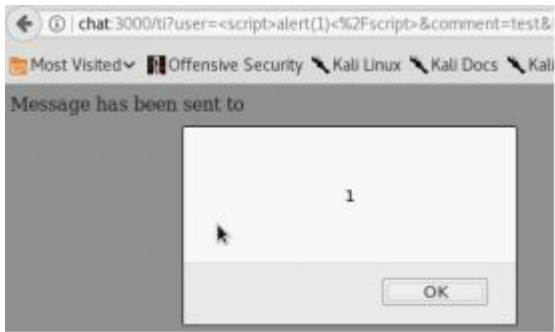 chat:3000/ti?user=<script>alert(1)<%2Fscript>&comment=test&
Most Visited Offensive Security Kali Linux Kali Docs Kali
Message has been sent to
1
OK